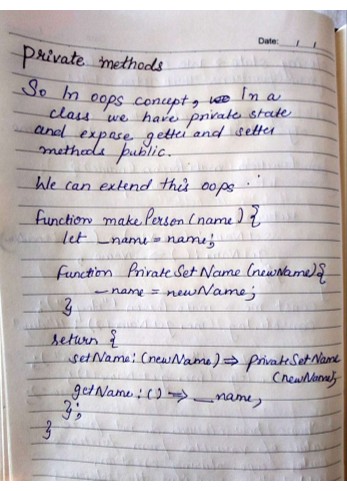 Date: / /
private methods
So In oops concept, In a
class we have private state
and expose getter and setter
methods public.
We can extend this oops
function makePerson (name) {
let _name = name;
Function PrivateSetName (newName) {
_name = newName;
}
return {
setName: (newName) => privateSetName
(newName),
getName: () => _name,
};
}